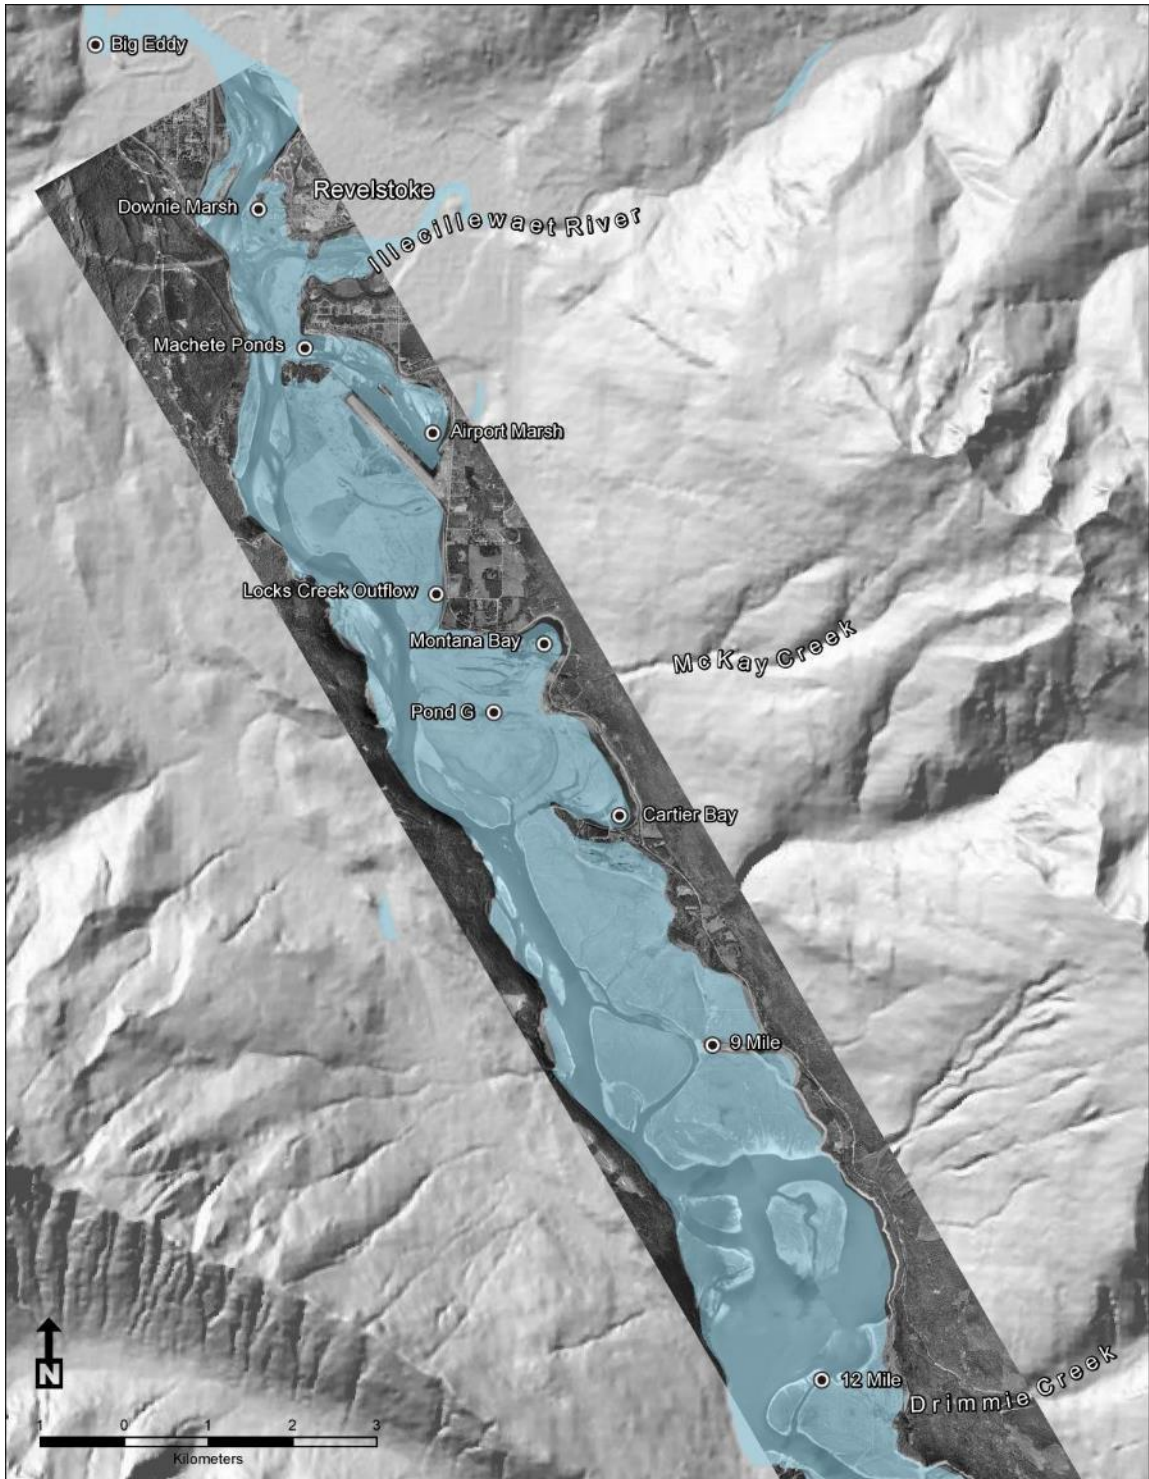 Big Eddy
Revelstoke
Downie Marsh
Illecillewaet River
Machete Ponds
Airport Marsh
Locks Creek Outflow
Montana Bay
McKay Creek
Pond G
Cartier Bay
9 Mile
12 Mile
Drimmie Creek
N
1 0 1 2 3
Kilometers